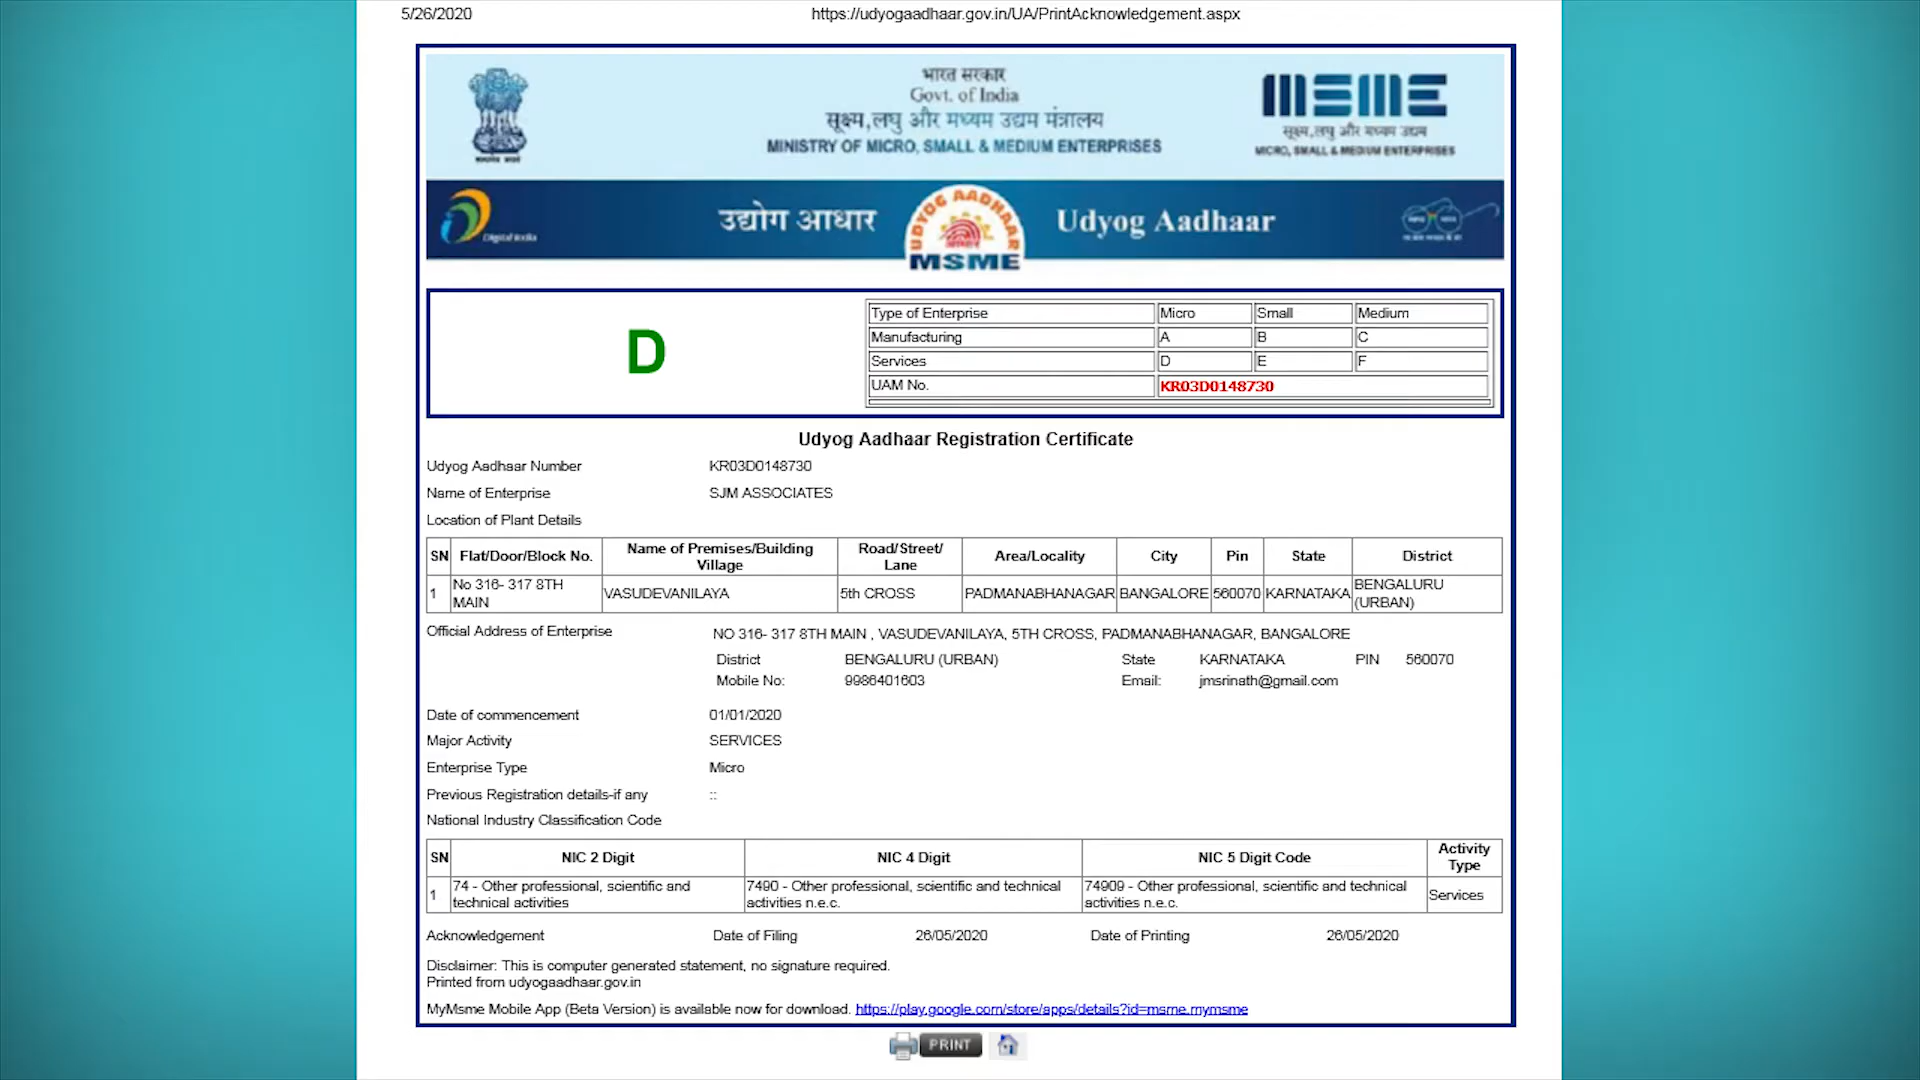 5/26/2020 https://udyogaadhaar.gov.in/UA/PrintAcknowledgement.aspx
भारत सरकार
Govt. of India
सूक्ष्म,लघु और मध्यम उद्यम मंत्रालय
MINISTRY OF MICRO, SMALL & MEDIUM ENTERPRISES
MSME
सूक्ष्म,लघु और मध्यम उद्यम
MICRO, SMALL & MEDIUM ENTERPRISES
Digital India
उद्योग आधार
UDYOG AADHAAR
MSME
Udyog Aadhaar
D
Type of Enterprise Micro Small Medium
Manufacturing A B C
Services D E F
UAM No. KR03D0148730
Udyog Aadhaar Registration Certificate
Udyog Aadhaar Number KR03D0148730
Name of Enterprise SJM ASSOCIATES
Location of Plant Details
SN Flat/Door/Block No. Name of Premises/Building Village Road/Street/ Lane Area/Locality City Pin State District
1 No 316- 317 8TH MAIN VASUDEVANILAYA 5th CROSS PADMANABHANAGAR BANGALORE 560070 KARNATAKA BENGALURU (URBAN)
Official Address of Enterprise NO 316- 317 8TH MAIN , VASUDEVANILAYA, 5TH CROSS, PADMANABHANAGAR, BANGALORE
District BENGALURU (URBAN) State KARNATAKA PIN 560070
Mobile No: 9986401603 Email: jmsrinath@gmail.com
Date of commencement 01/01/2020
Major Activity SERVICES
Enterprise Type Micro
Previous Registration details-if any ::
National Industry Classification Code
SN NIC 2 Digit NIC 4 Digit NIC 5 Digit Code Activity Type
1 74 - Other professional, scientific and technical activities 7490 - Other professional, scientific and technical activities n.e.c. 74909 - Other professional, scientific and technical activities n.e.c. Services
Acknowledgement Date of Filing 26/05/2020 Date of Printing 26/05/2020
Disclaimer: This is computer generated statement, no signature required.
Printed from udyogaadhaar.gov.in
MyMsme Mobile App (Beta Version) is available now for download. https://play.google.com/store/apps/details?id=msme.mymsme
PRINT